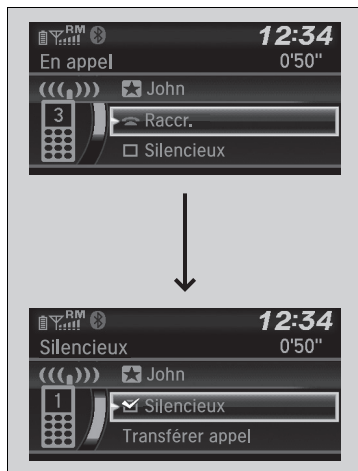 RM 12:34
En appel 0'50"
John
3 Raccr.
Silencieux
RM 12:34
Silencieux 0'50"
John
1 Silencieux
Transférer appel